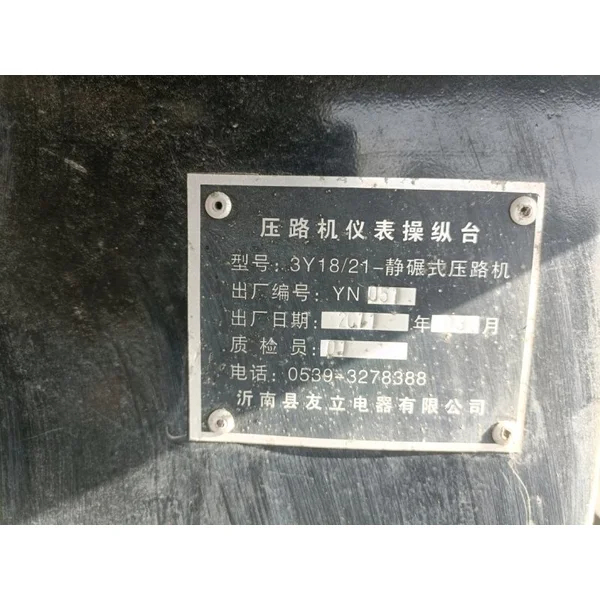 压路机仪表操纵台
型号：3Y18/21-静碾式压路机
出厂编号：YN
出厂日期： 年 月
质检员：
电话：0539-3278388
沂南县友立电器有限公司